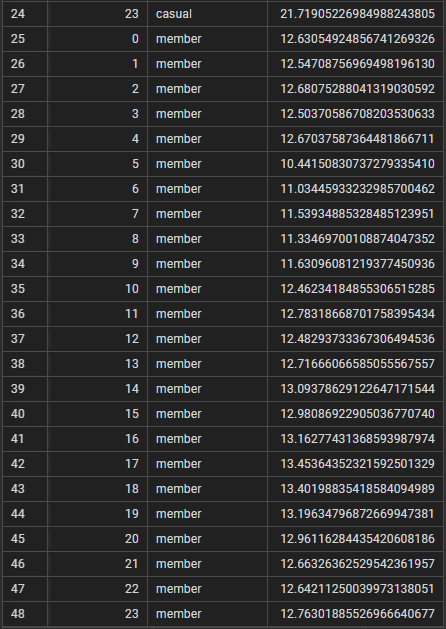 24 23 casual 21.71905226984988243805
25 0 member 12.63054924856741269326
26 1 member 12.54708756969498196130
27 2 member 12.68075288041319030592
28 3 member 12.50370586708203530633
29 4 member 12.67037587364481866711
30 5 member 10.44150830737279335410
31 6 member 11.03445933232985700462
32 7 member 11.53934885328485123951
33 8 member 11.33469700108874047352
34 9 member 11.63096081219377450936
35 10 member 12.46234184855306515285
36 11 member 12.78318668701758395434
37 12 member 12.48293733367306494536
38 13 member 12.71666066585055567557
39 14 member 13.09378629122647171544
40 15 member 12.98086922905036770740
41 16 member 13.16277431368593987974
42 17 member 13.45364352321592501329
43 18 member 13.40198835418584094989
44 19 member 13.19634796872669947381
45 20 member 12.96116284435420608186
46 21 member 12.66326362529542361957
47 22 member 12.64211250039973138051
48 23 member 12.76301885526966640677